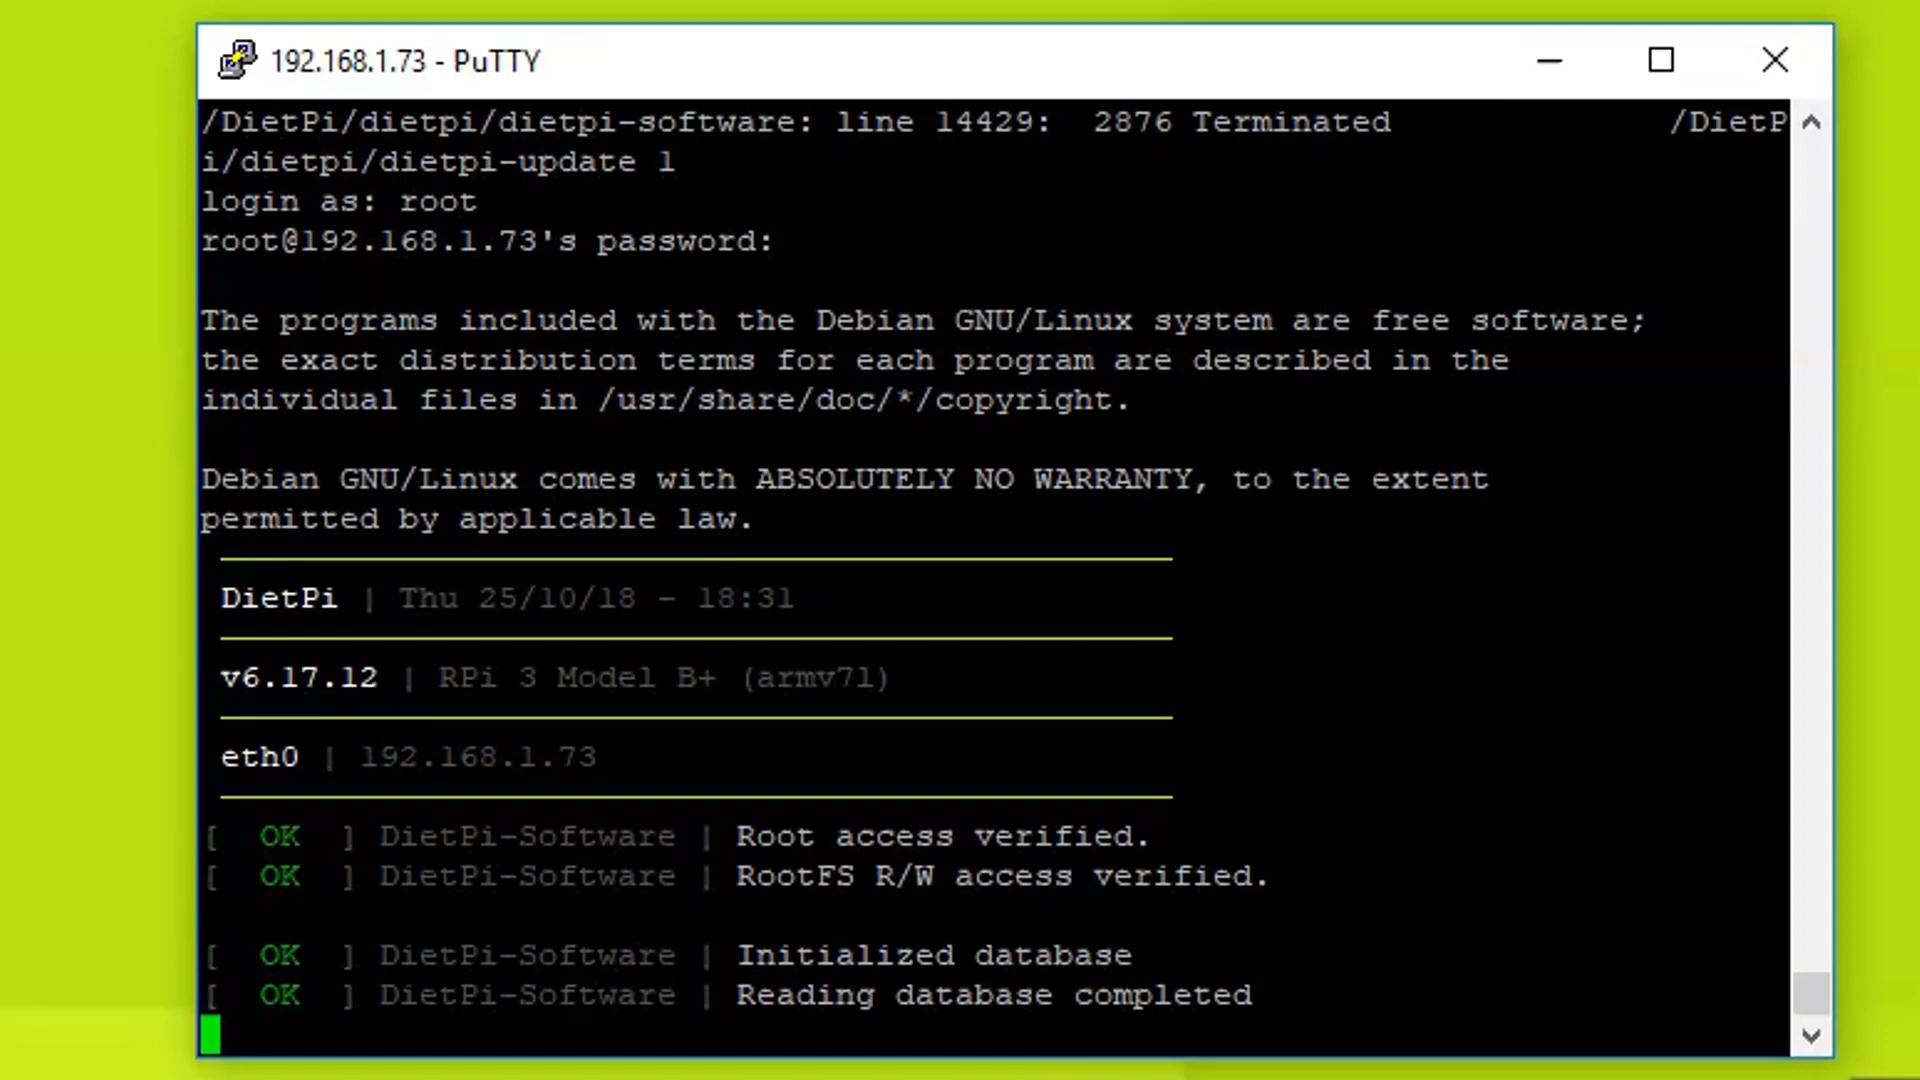 192.168.1.73 - PuTTY
/DietPi/dietpi/dietpi-software: line 14429:  2876 Terminated              /DietP
i/dietpi/dietpi-update 1
login as: root
root@192.168.1.73's password:
The programs included with the Debian GNU/Linux system are free software;
the exact distribution terms for each program are described in the
individual files in /usr/share/doc/*/copyright.
Debian GNU/Linux comes with ABSOLUTELY NO WARRANTY, to the extent
permitted by applicable law.
DietPi | Thu 25/10/18 - 18:31
v6.17.12 | RPi 3 Model B+ (armv7l)
eth0 | 192.168.1.73
[  OK  ] DietPi-Software | Root access verified.
[  OK  ] DietPi-Software | RootFS R/W access verified.
[  OK  ] DietPi-Software | Initialized database
[  OK  ] DietPi-Software | Reading database completed